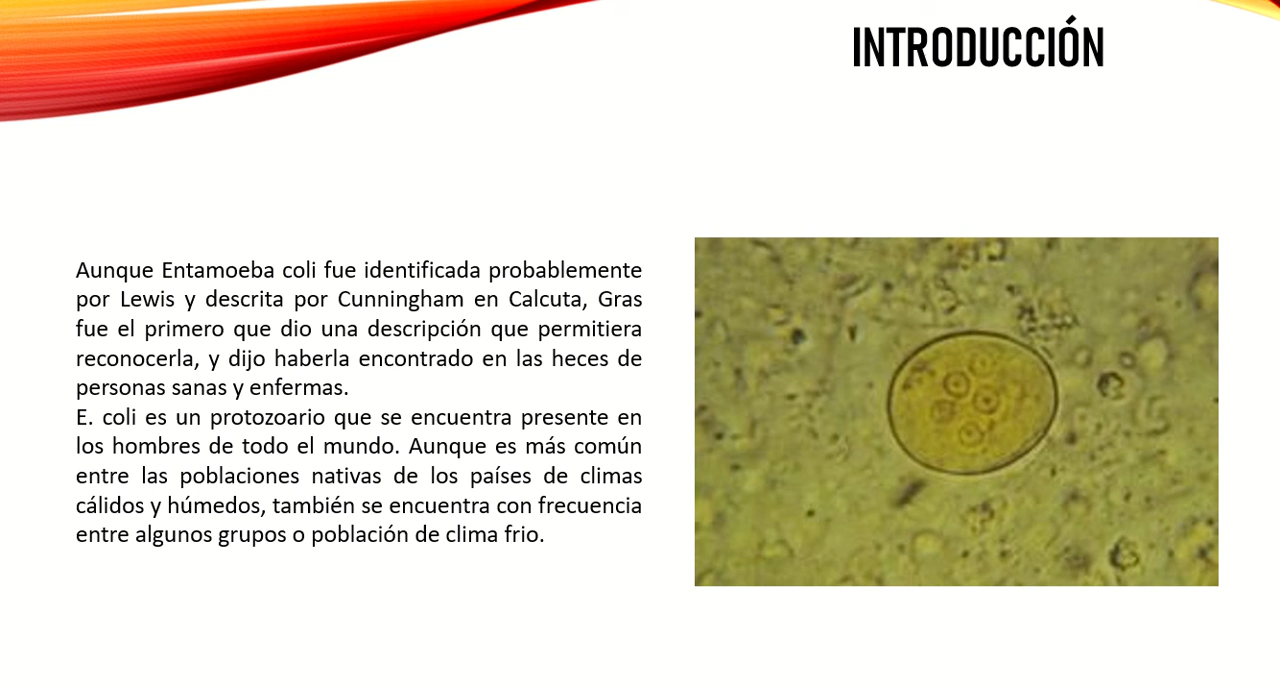 INTRODUCCIÓN
Aunque Entamoeba coli fue identificada probablemente
por Lewis y descrita por Cunningham en Calcuta, Gras
fue el primero que dio una descripción que permitiera
reconocerla, y dijo haberla encontrado en las heces de
personas sanas y enfermas.
E. coli es un protozoario que se encuentra presente en
los hombres de todo el mundo. Aunque es más común
entre las poblaciones nativas de los países de climas
cálidos y húmedos, también se encuentra con frecuencia
entre algunos grupos o población de clima frio.